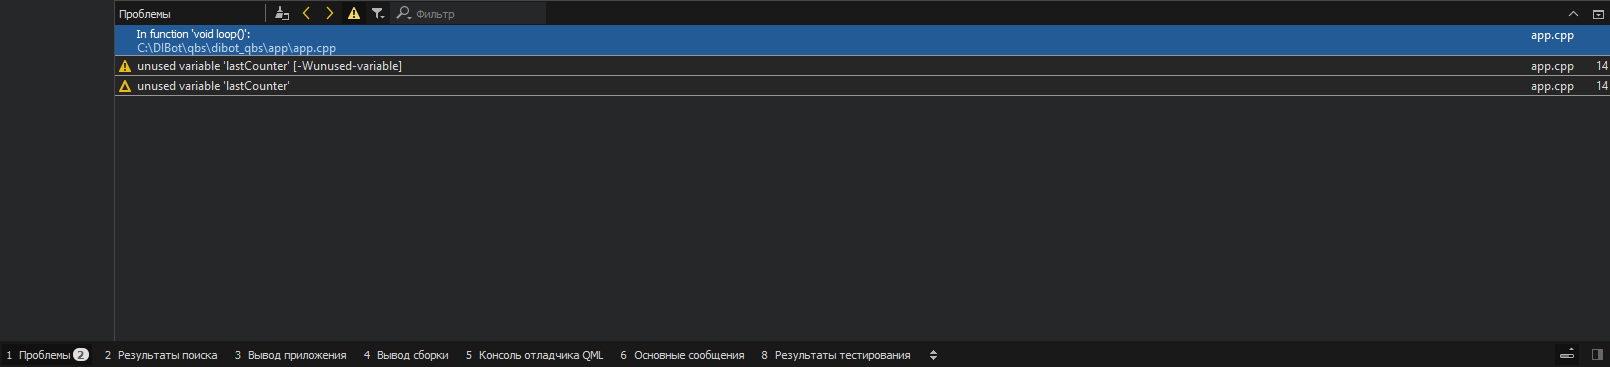 Проблемы Фильтр
In function 'void loop()': app.cpp
C:\DIBot\qbs\dibot_qbs\app\app.cpp
unused variable 'lastCounter' [-Wunused-variable] app.cpp 14
unused variable 'lastCounter' app.cpp 14
1 Проблемы 2 2 Результаты поиска 3 Вывод приложения 4 Вывод сборки 5 Консоль отладчика QML 6 Основные сообщения 8 Результаты тестирования